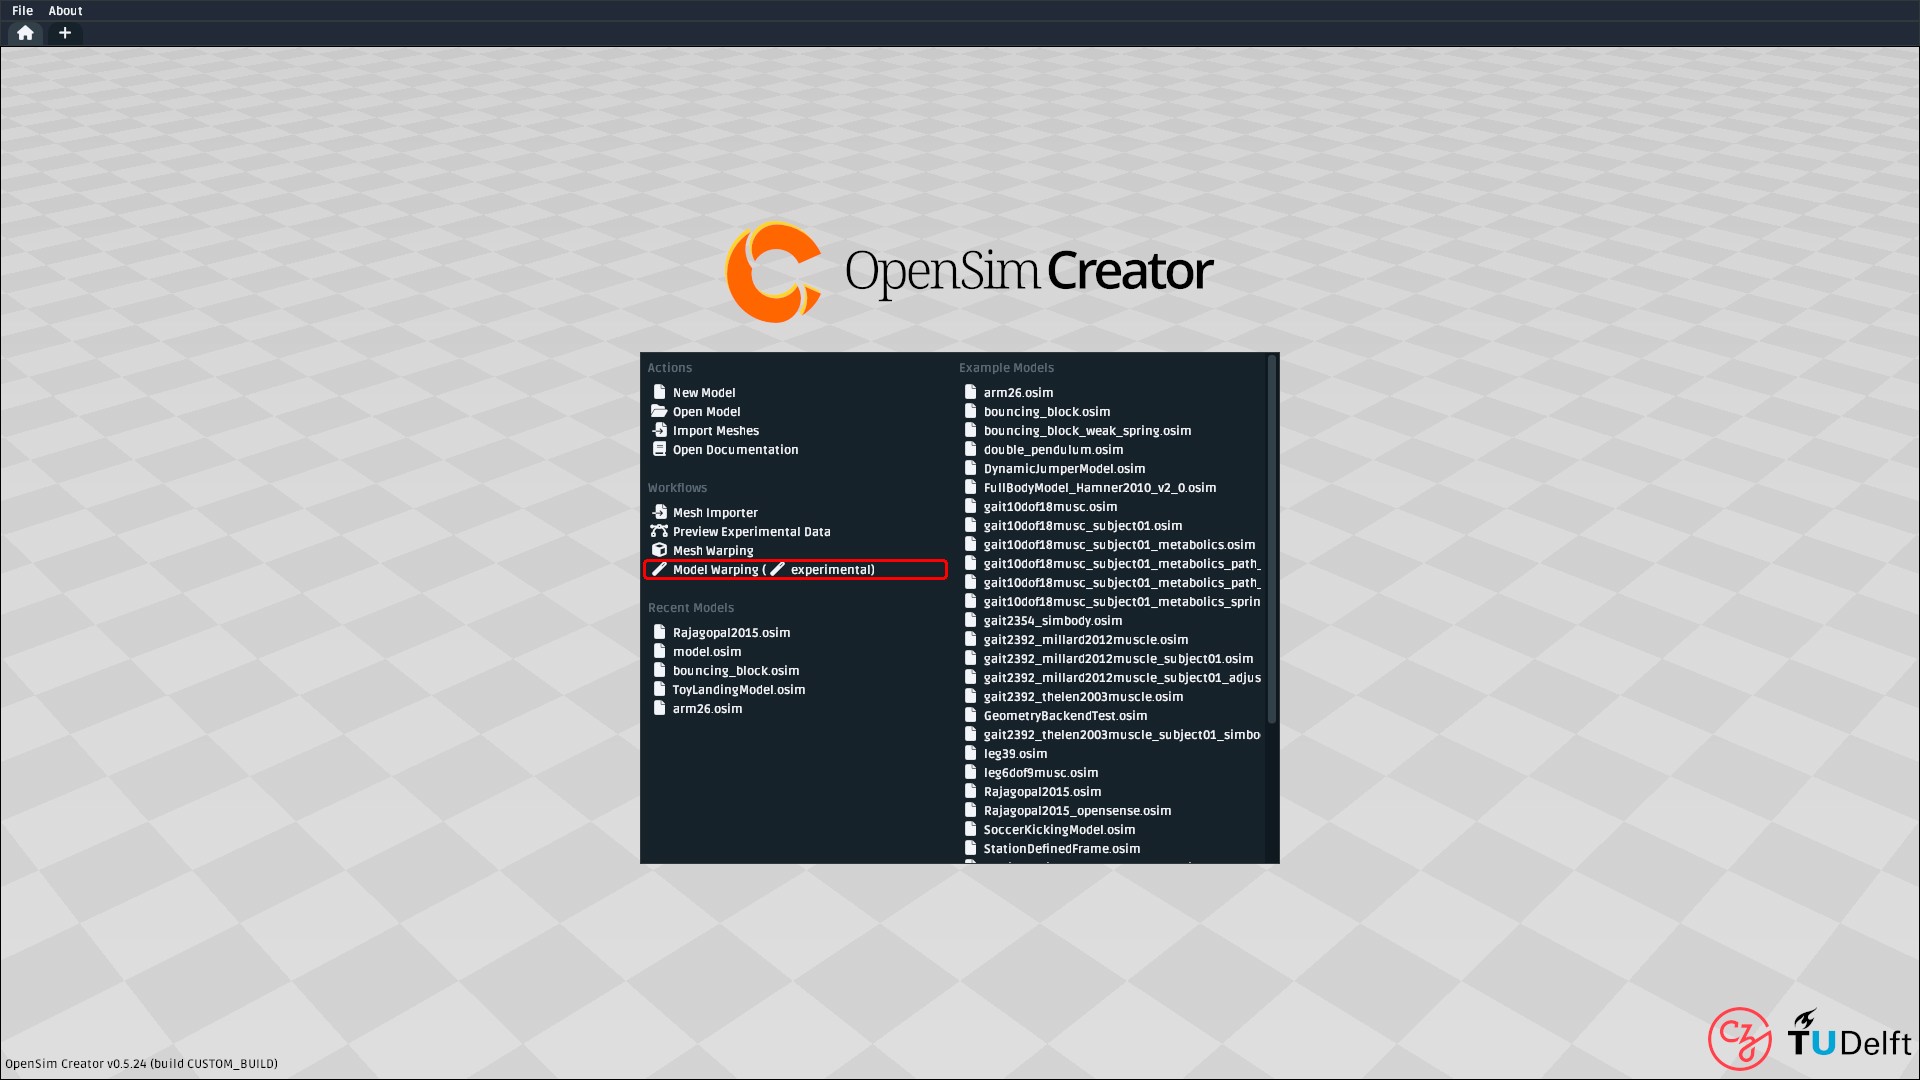 File About
OpenSim Creator
Actions
New Model
Open Model
Import Meshes
Open Documentation
Workflows
Mesh Importer
Preview Experimental Data
Mesh Warping
Model Warping ( experimental)
Recent Models
Rajagopal2015.osim
model.osim
bouncing_block.osim
ToyLandingModel.osim
arm26.osim
Example Models
arm26.osim
bouncing_block.osim
bouncing_block_weak_spring.osim
double_pendulum.osim
DynamicJumperModel.osim
FullBodyModel_Hamner2010_v2_0.osim
gait10dof18musc.osim
gait10dof18musc_subject01.osim
gait10dof18musc_subject01_metabolics.osim
gait10dof18musc_subject01_metabolics_path_
gait10dof18musc_subject01_metabolics_path_
gait10dof18musc_subject01_metabolics_sprin
gait2354_simbody.osim
gait2392_millard2012muscle.osim
gait2392_millard2012muscle_subject01.osim
gait2392_millard2012muscle_subject01_adjus
gait2392_thelen2003muscle.osim
GeometryBackendTest.osim
gait2392_thelen2003muscle_subject01_simbo
leg39.osim
leg6dof9musc.osim
Rajagopal2015.osim
Rajagopal2015_opensense.osim
SoccerKickingModel.osim
StationDefinedFrame.osim
CZI
TUDelft
OpenSim Creator v0.5.24 (build CUSTOM_BUILD)